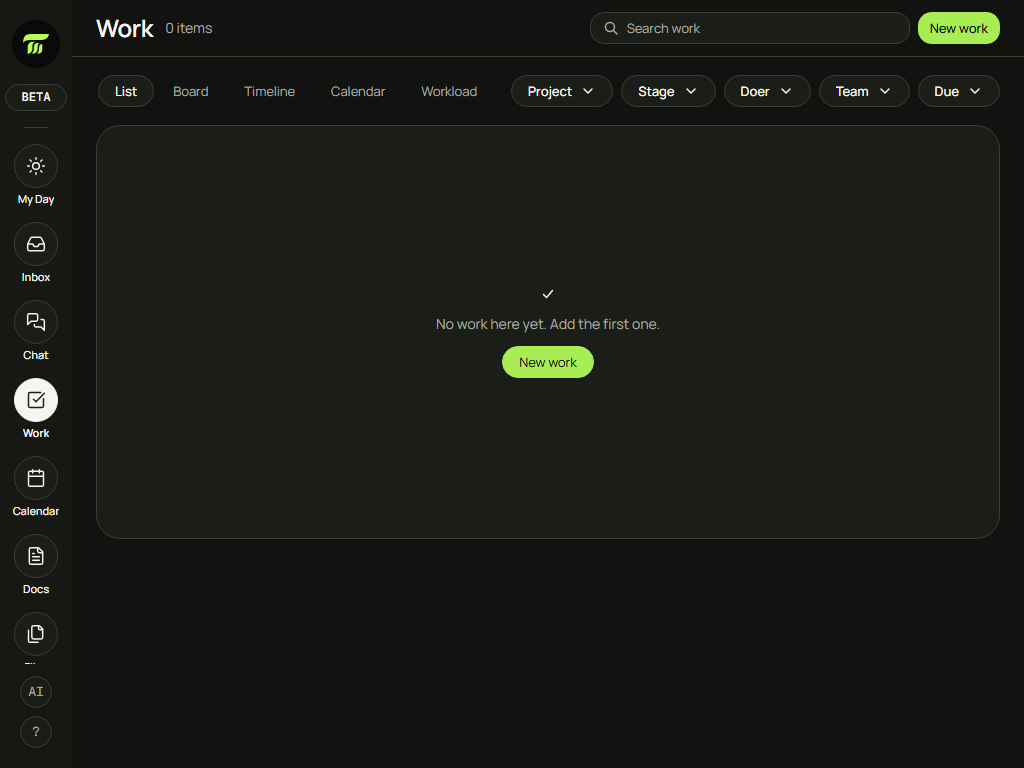 Work 0 items
Search work
New work
BETA
List Board Timeline Calendar Workload
Project Stage Doer Team Due
My Day
Inbox
Chat
Work
Calendar
Docs
No work here yet. Add the first one.
New work
AI
?